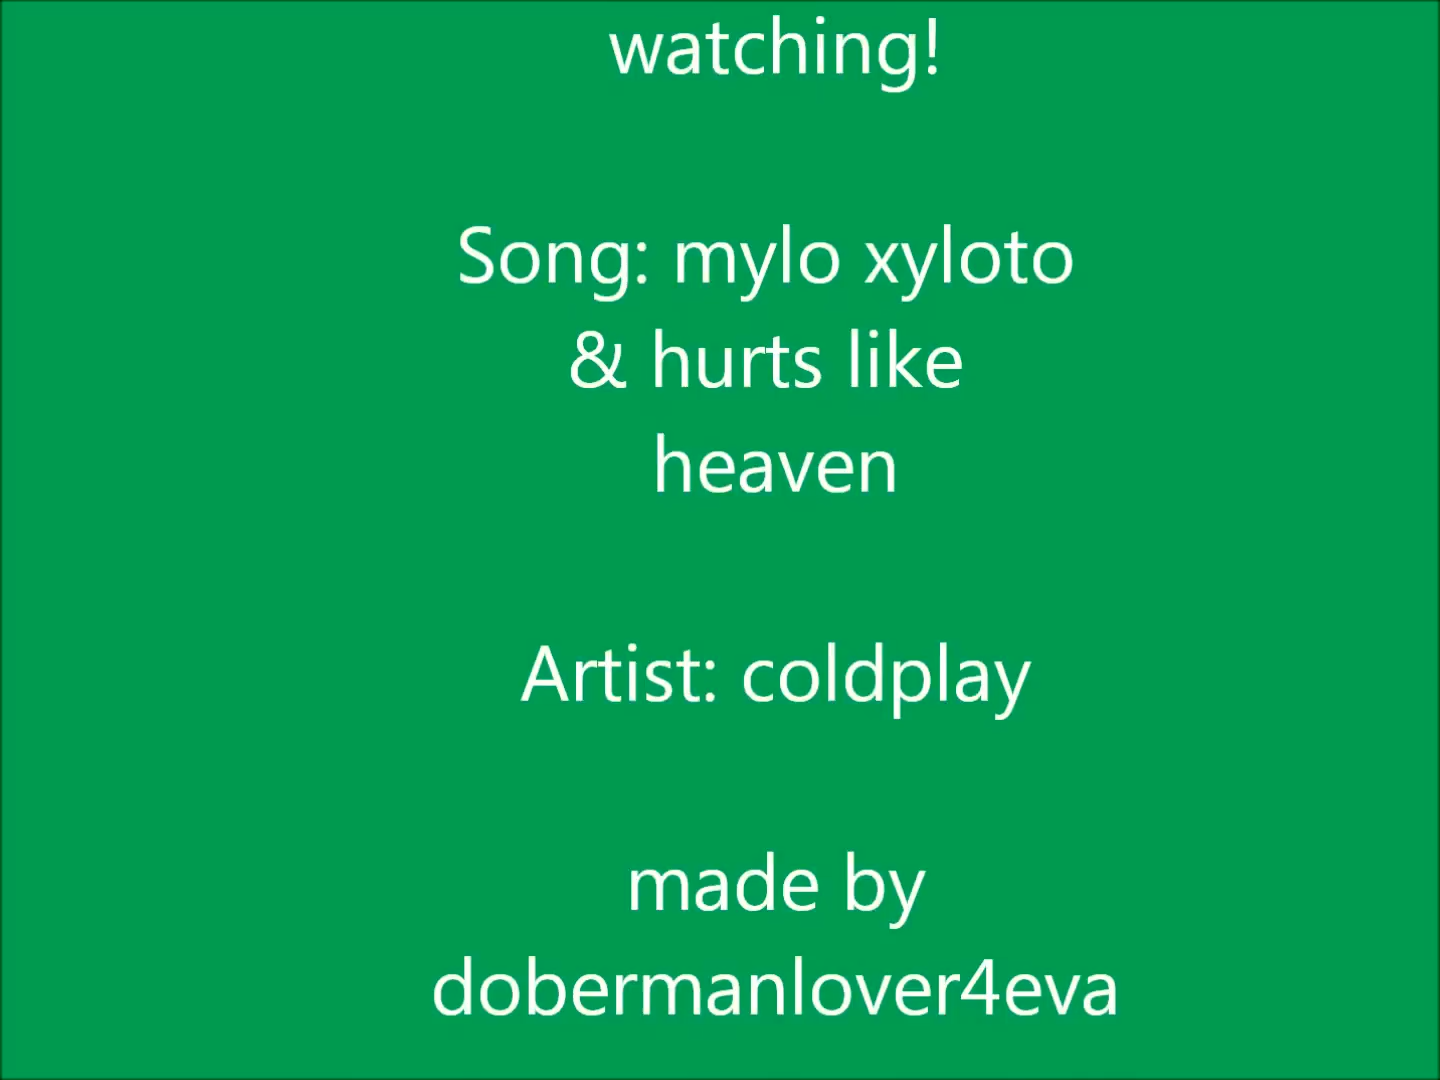 watching!
Song: mylo xyloto
& hurts like
heaven
Artist: coldplay
made by
dobermanlover4eva